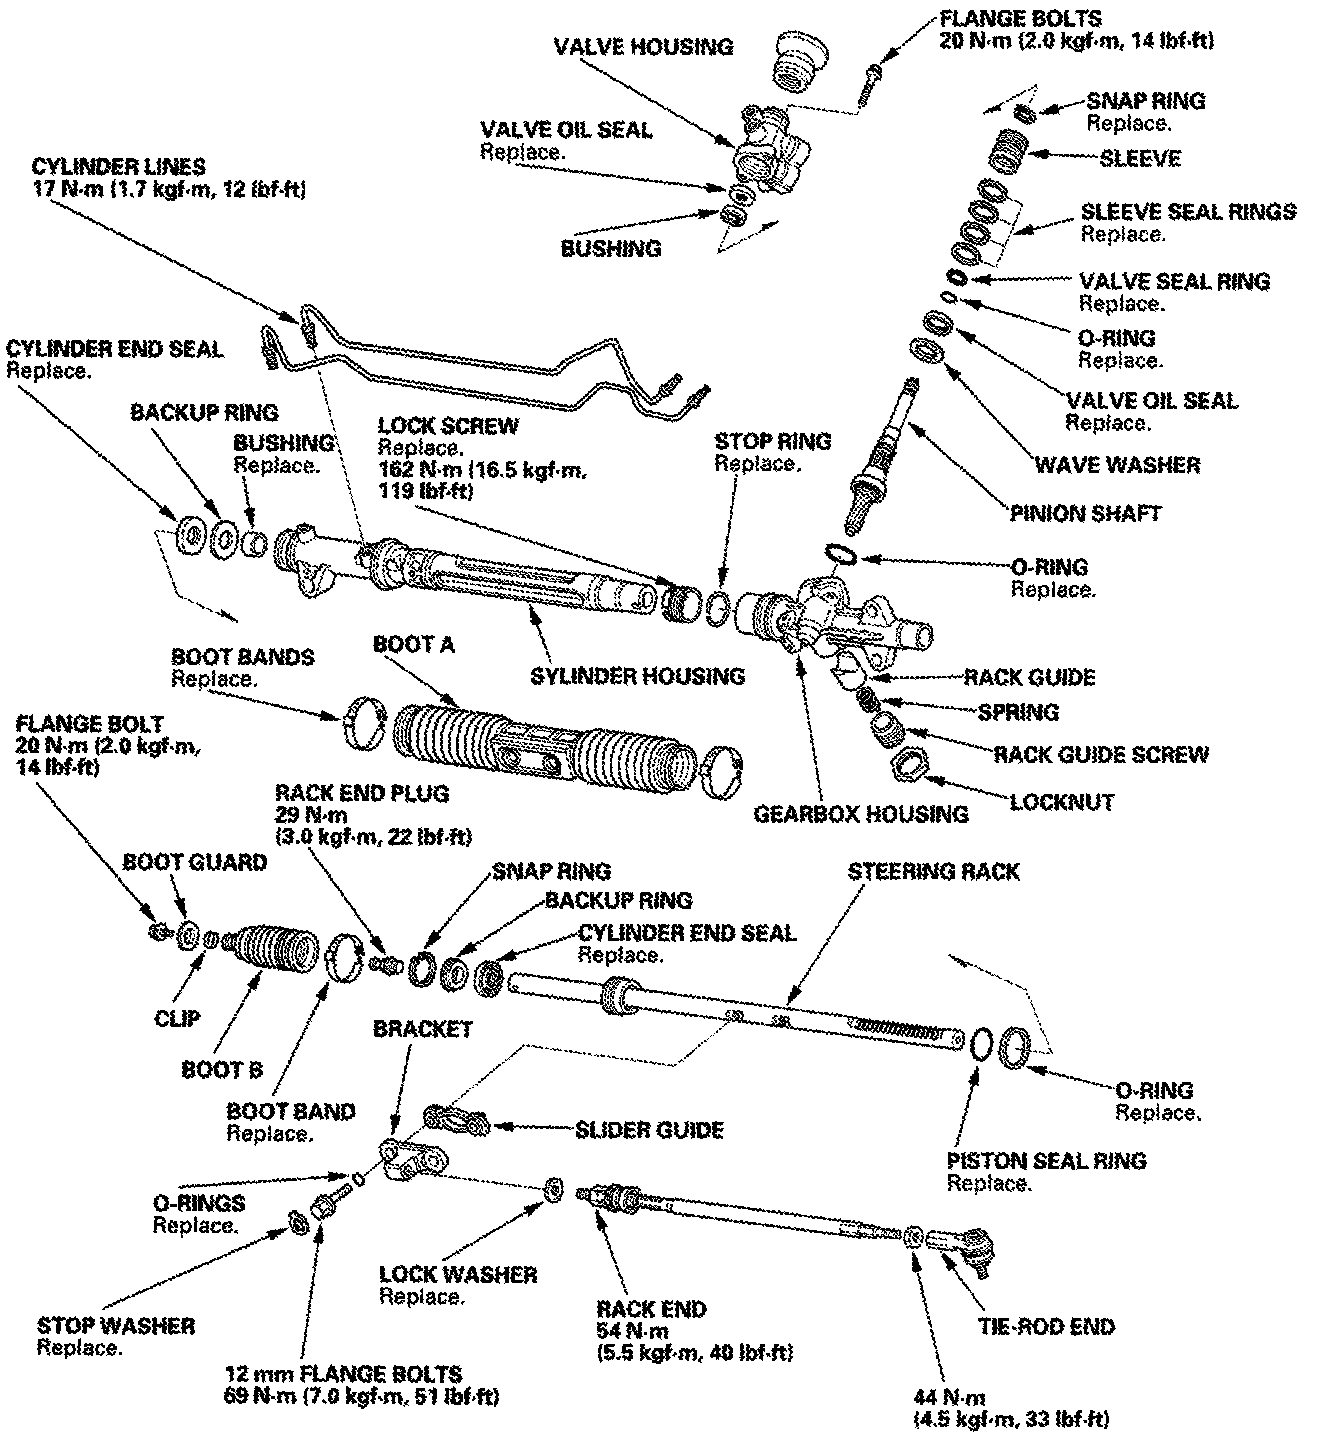 FLANGE BOLTS
20 N·m (2.0 kgf·m, 14 lbf·ft)
VALVE HOUSING
SNAP RING
Replace.
VALVE OIL SEAL
Replace.
SLEEVE
CYLINDER LINES
17 N·m (1.7 kgf·m, 12 lbf·ft)
SLEEVE SEAL RINGS
Replace.
BUSHING
VALVE SEAL RING
Replace.
O-RING
Replace.
CYLINDER END SEAL
Replace.
VALVE OIL SEAL
Replace.
BACKUP RING
BUSHING
Replace.
LOCK SCREW
Replace.
162 N·m (16.5 kgf·m,
119 lbf·ft)
STOP RING
Replace.
WAVE WASHER
PINION SHAFT
O-RING
Replace.
BOOT A
BOOT BANDS
Replace.
SYLINDER HOUSING
RACK GUIDE
SPRING
FLANGE BOLT
20 N·m (2.0 kgf·m,
14 lbf·ft)
RACK GUIDE SCREW
RACK END PLUG
29 N·m
(3.0 kgf·m, 22 lbf·ft)
LOCKNUT
GEARBOX HOUSING
BOOT GUARD
SNAP RING
STEERING RACK
BACKUP RING
CYLINDER END SEAL
Replace.
CLIP
BRACKET
BOOT B
BOOT BAND
Replace.
O-RING
Replace.
SLIDER GUIDE
PISTON SEAL RING
Replace.
O-RINGS
Replace.
LOCK WASHER
Replace.
RACK END
54 N·m
(5.5 kgf·m, 40 lbf·ft)
STOP WASHER
Replace.
TIE-ROD END
12 mm FLANGE BOLTS
69 N·m (7.0 kgf·m, 51 lbf·ft)
44 N·m
(4.5 kgf·m, 33 lbf·ft)